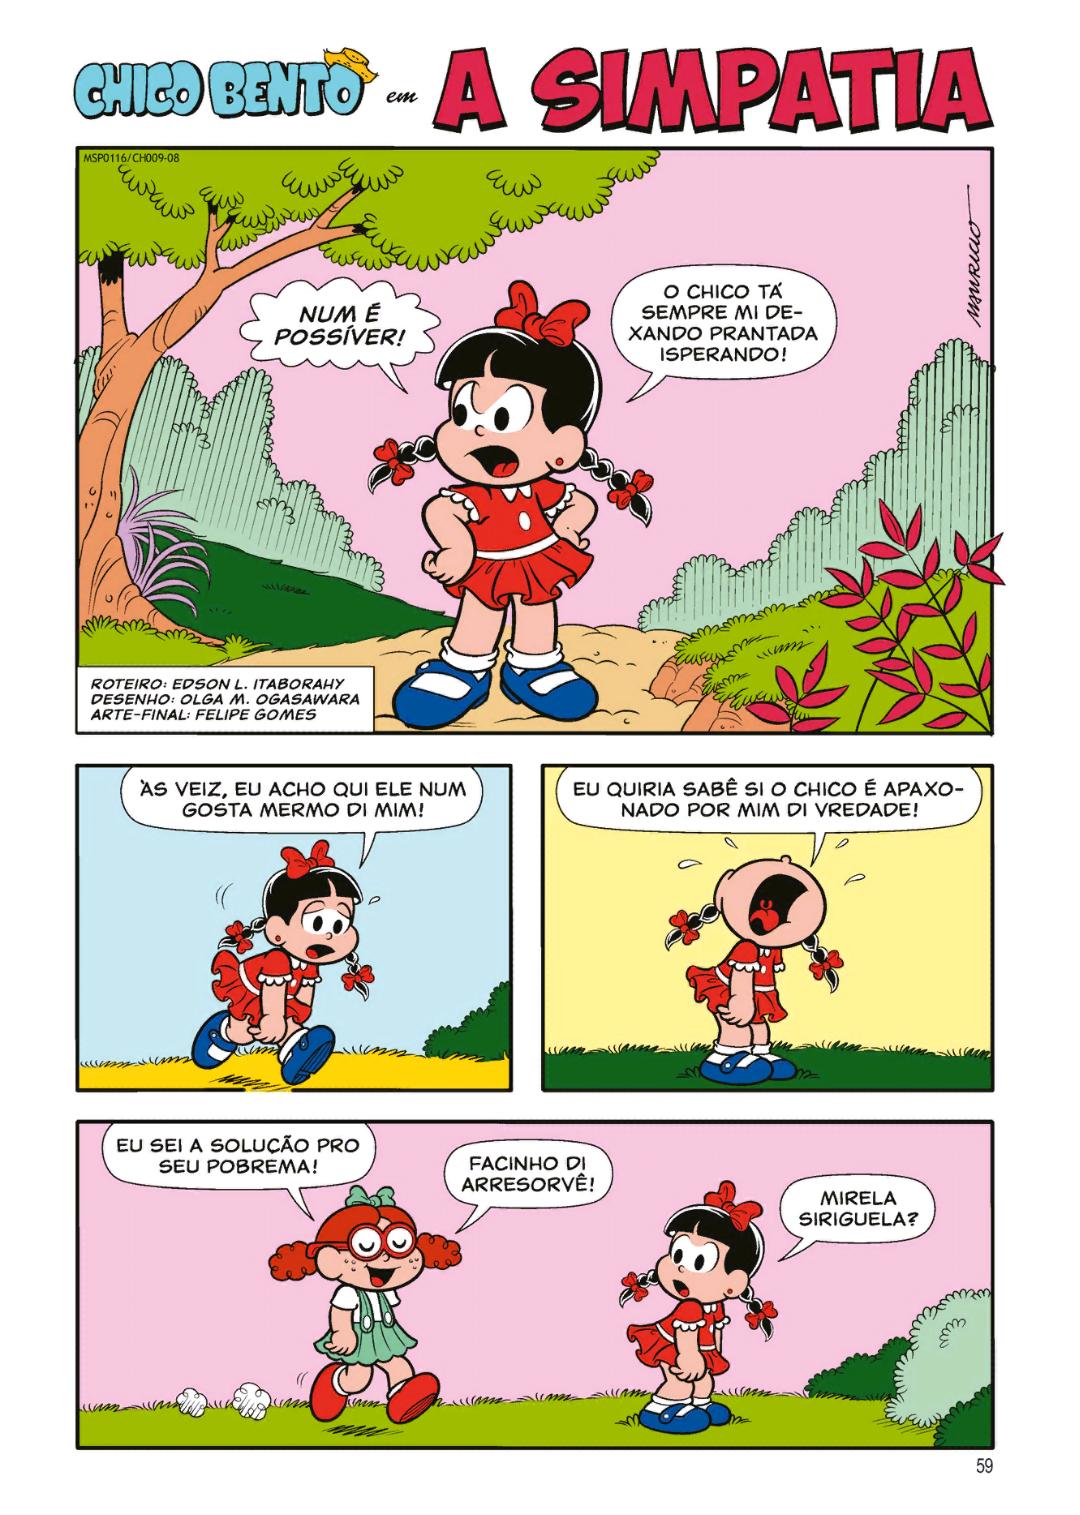 CHICO BENTO em A SIMPATIA
MSP0116/CH009-08
MAURICIO
NUM É
POSSÍVER!
O CHICO TÁ
SEMPRE MI DE-
XANDO PRANTADA
ISPERANDO!
ROTEIRO: EDSON L. ITABORAHY
DESENHO: OLGA M. OGASAWARA
ARTE-FINAL: FELIPE GOMES
ÀS VEIZ, EU ACHO QUI ELE NUM
GOSTA MERMO DI MIM!
EU QUIRIA SABÊ SI O CHICO É APAXO-
NADO POR MIM DI VREDADE!
EU SEI A SOLUÇÃO PRO
SEU POBREMA!
FACINHO DI
ARRESORVÊ!
MIRELA
SIRIGUELA?
59